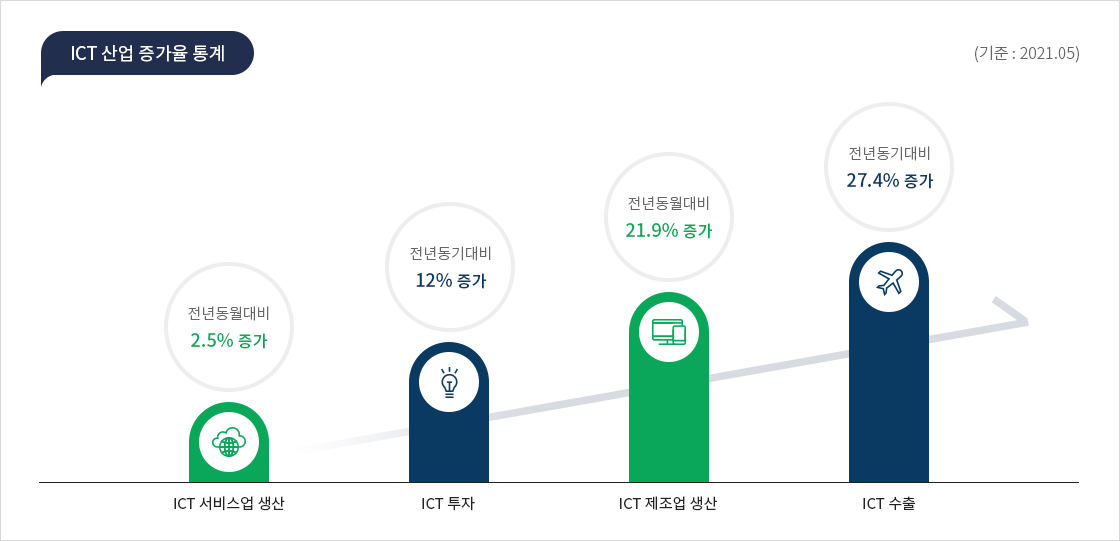 ICT 산업 증가율 통계
(기준 : 2021.05)
전년동월대비
2.5% 증가
전년동기대비
12% 증가
전년동월대비
21.9% 증가
전년동기대비
27.4% 증가
ICT 서비스업 생산
ICT 투자
ICT 제조업 생산
ICT 수출